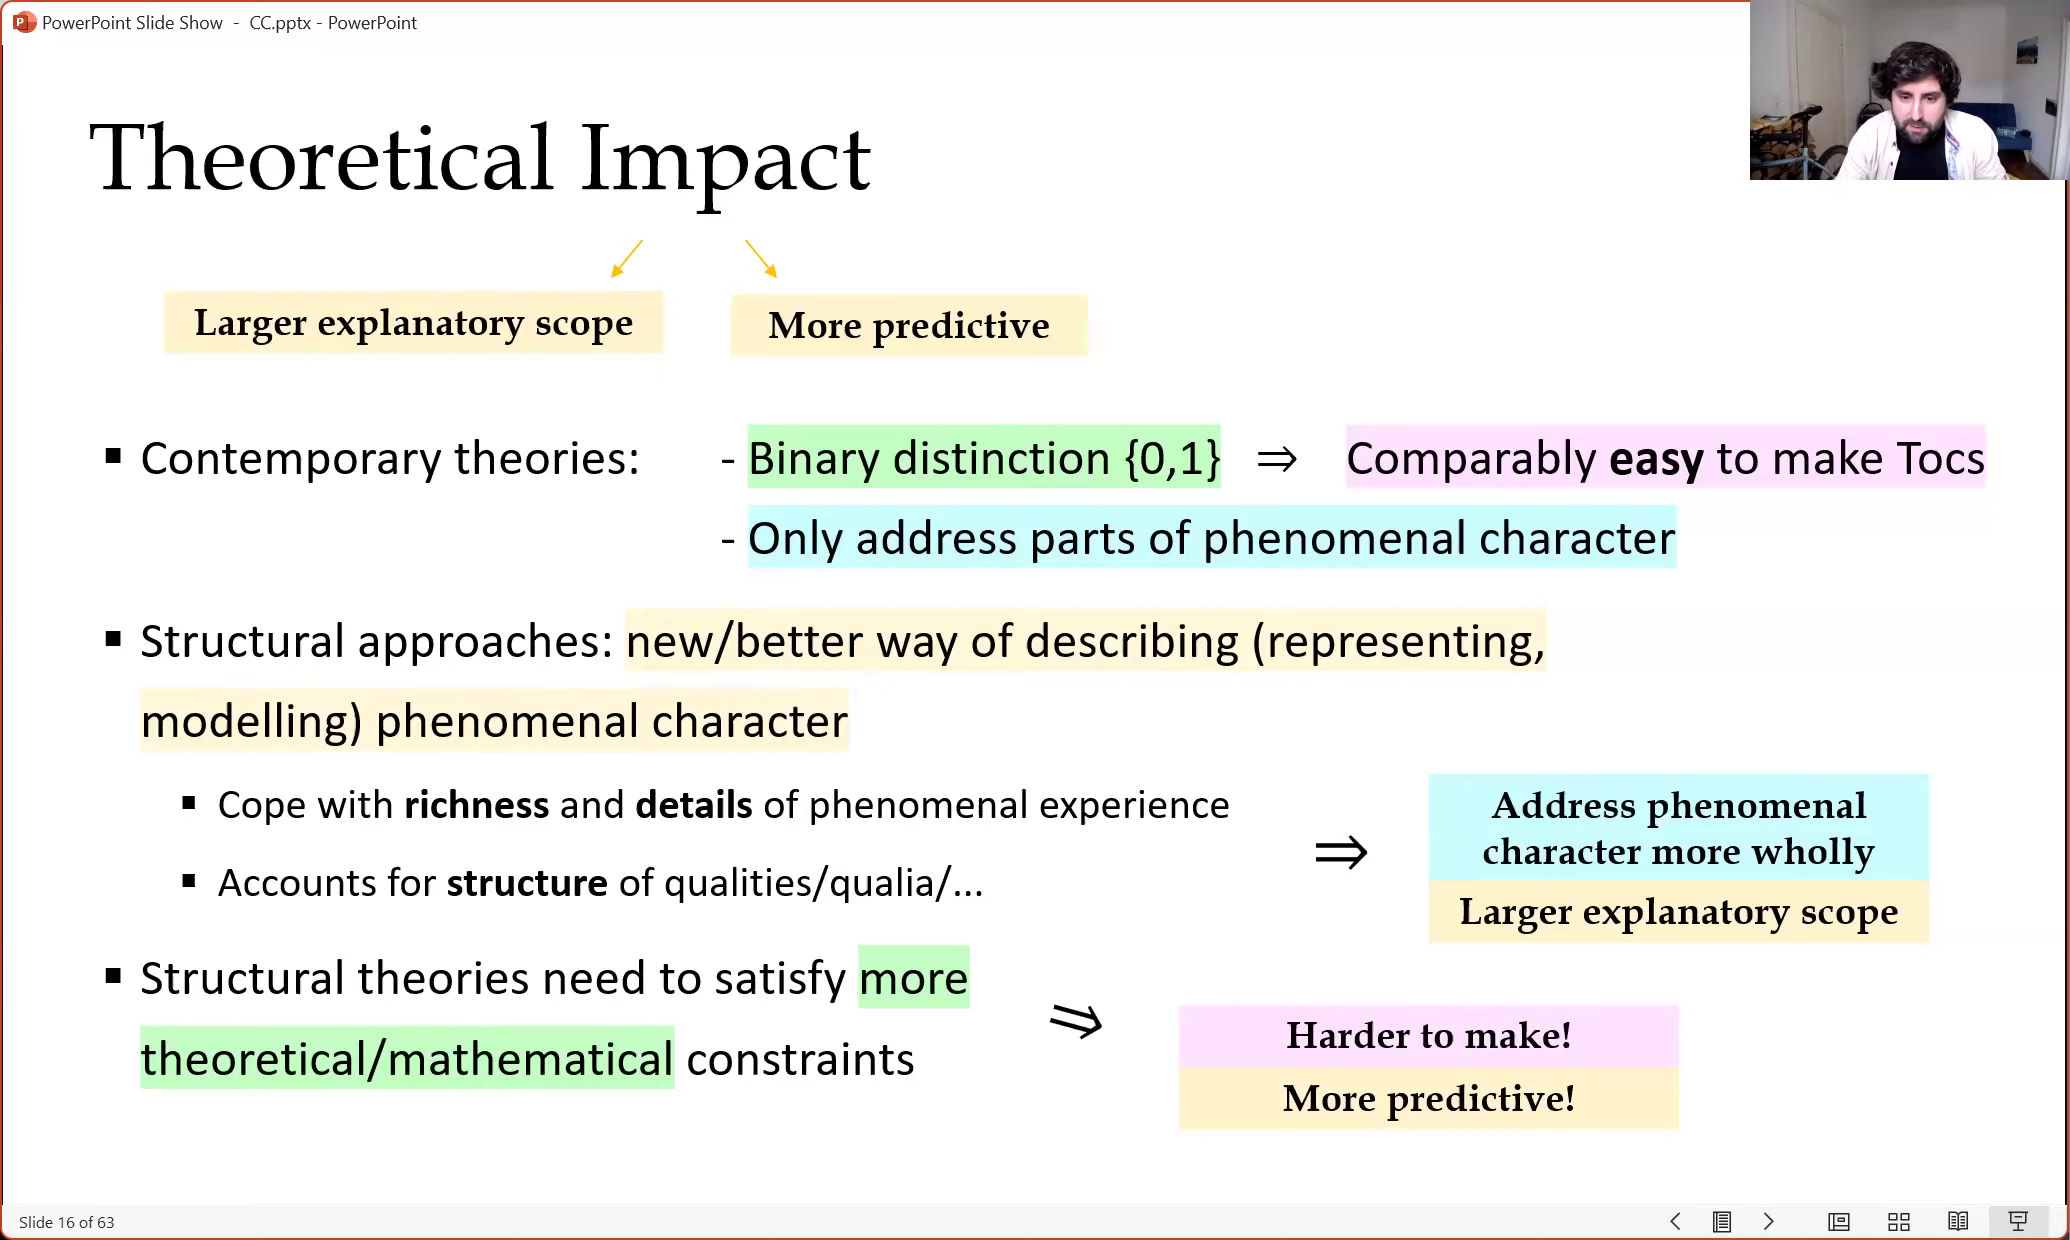 PowerPoint Slide Show - CC.pptx - PowerPoint
Theoretical Impact
Larger explanatory scope
More predictive
▪ Contemporary theories: - Binary distinction {0,1} ⇒ Comparably easy to make Tocs
- Only address parts of phenomenal character
▪ Structural approaches: new/better way of describing (representing,
modelling) phenomenal character
▪ Cope with richness and details of phenomenal experience
▪ Accounts for structure of qualities/qualia/...
⇒
Address phenomenal
character more wholly
Larger explanatory scope
▪ Structural theories need to satisfy more
theoretical/mathematical constraints
⇒
Harder to make!
More predictive!
Slide 16 of 63